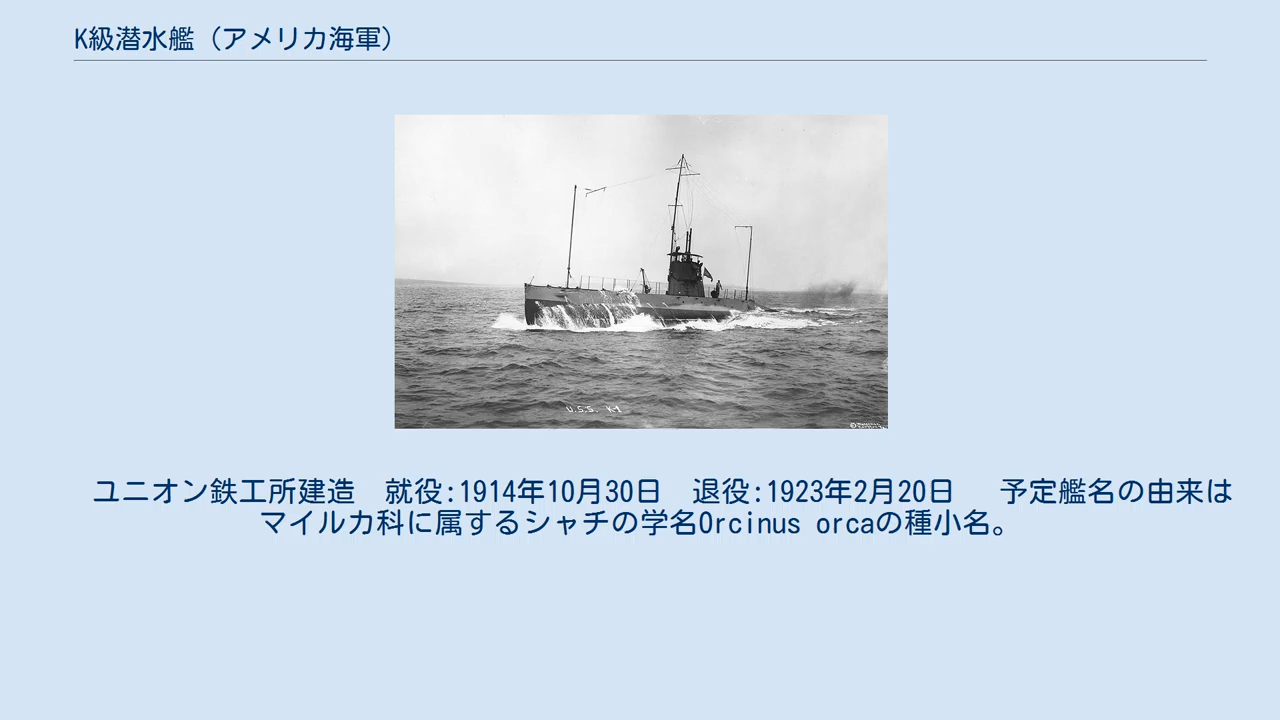 K級潜水艦（アメリカ海軍）
U.S.S. K-1
ユニオン鉄工所建造　就役:1914年10月30日　退役:1923年2月20日　 予定艦名の由来は
マイルカ科に属するシャチの学名Orcinus orcaの種小名。